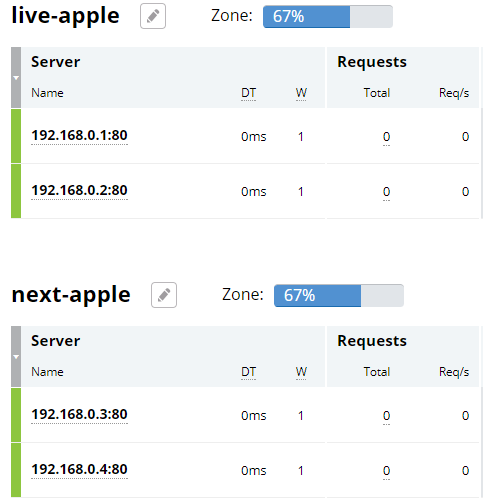 live-apple Zone: 67%
Server Requests
Name DT W Total Req/s
192.168.0.1:80 0ms 1 0 0
192.168.0.2:80 0ms 1 0 0
next-apple Zone: 67%
Server Requests
Name DT W Total Req/s
192.168.0.3:80 0ms 1 0 0
192.168.0.4:80 0ms 1 0 0